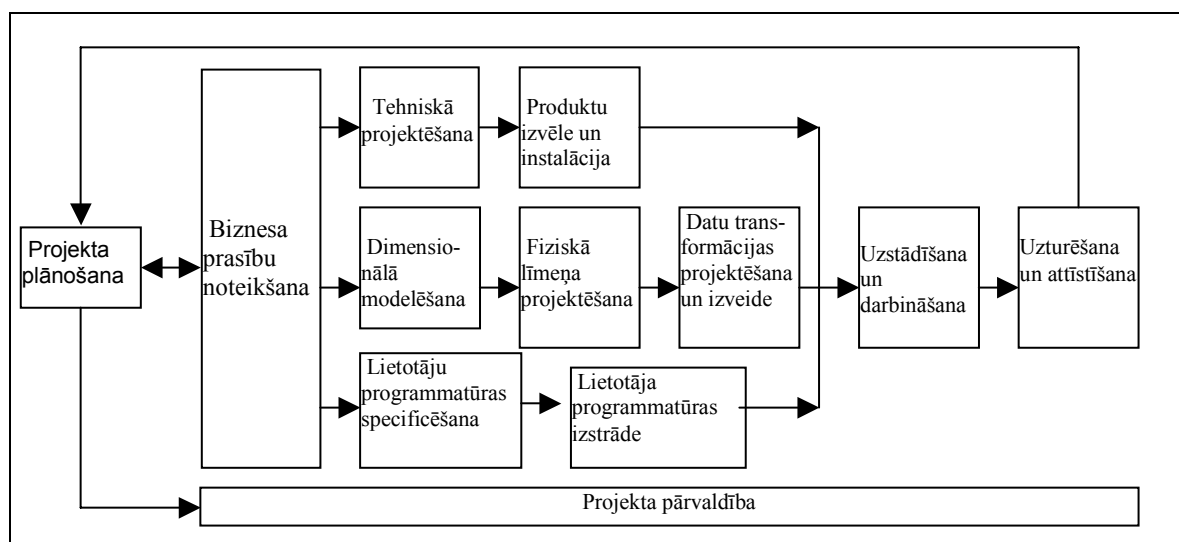 Projekta
plānošana
Biznesa
prasību
noteikšana
Tehniskā
projektēšana
Produktu
izvēle un
instalācija
Dimensio-
nālā
modelēšana
Fiziskā
līmeņa
projektēšana
Datu trans-
formācijas
projektēšana
un izveide
Lietotāju
programmatūras
specificēšana
Lietotāja
programmatūras
izstrāde
Uzstādīšana
un
darbināšana
Uzturēšana
un attīstīšana
Projekta pārvaldība